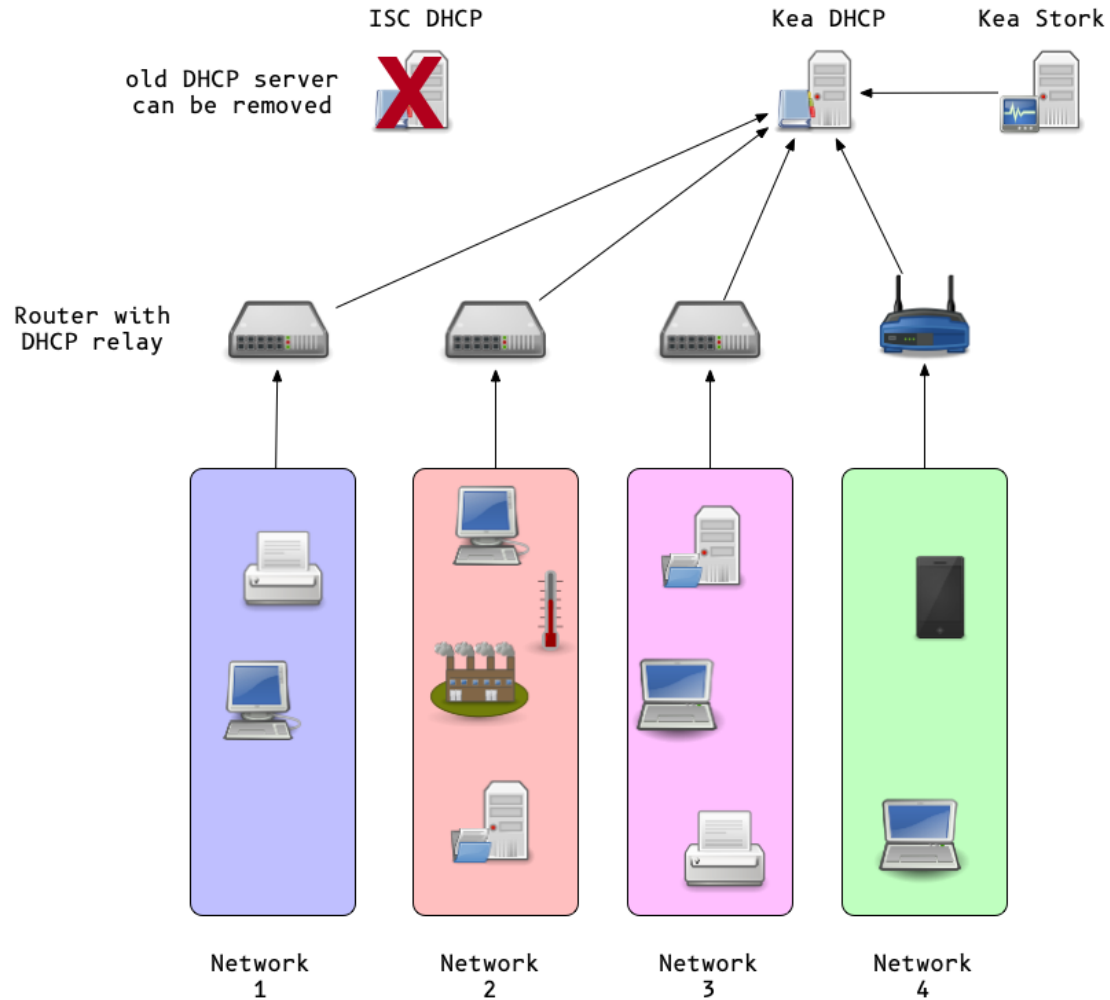 ISC DHCP
Kea DHCP
Kea Stork
old DHCP server
can be removed
X
Router with
DHCP relay
Network
1
Network
2
Network
3
Network
4